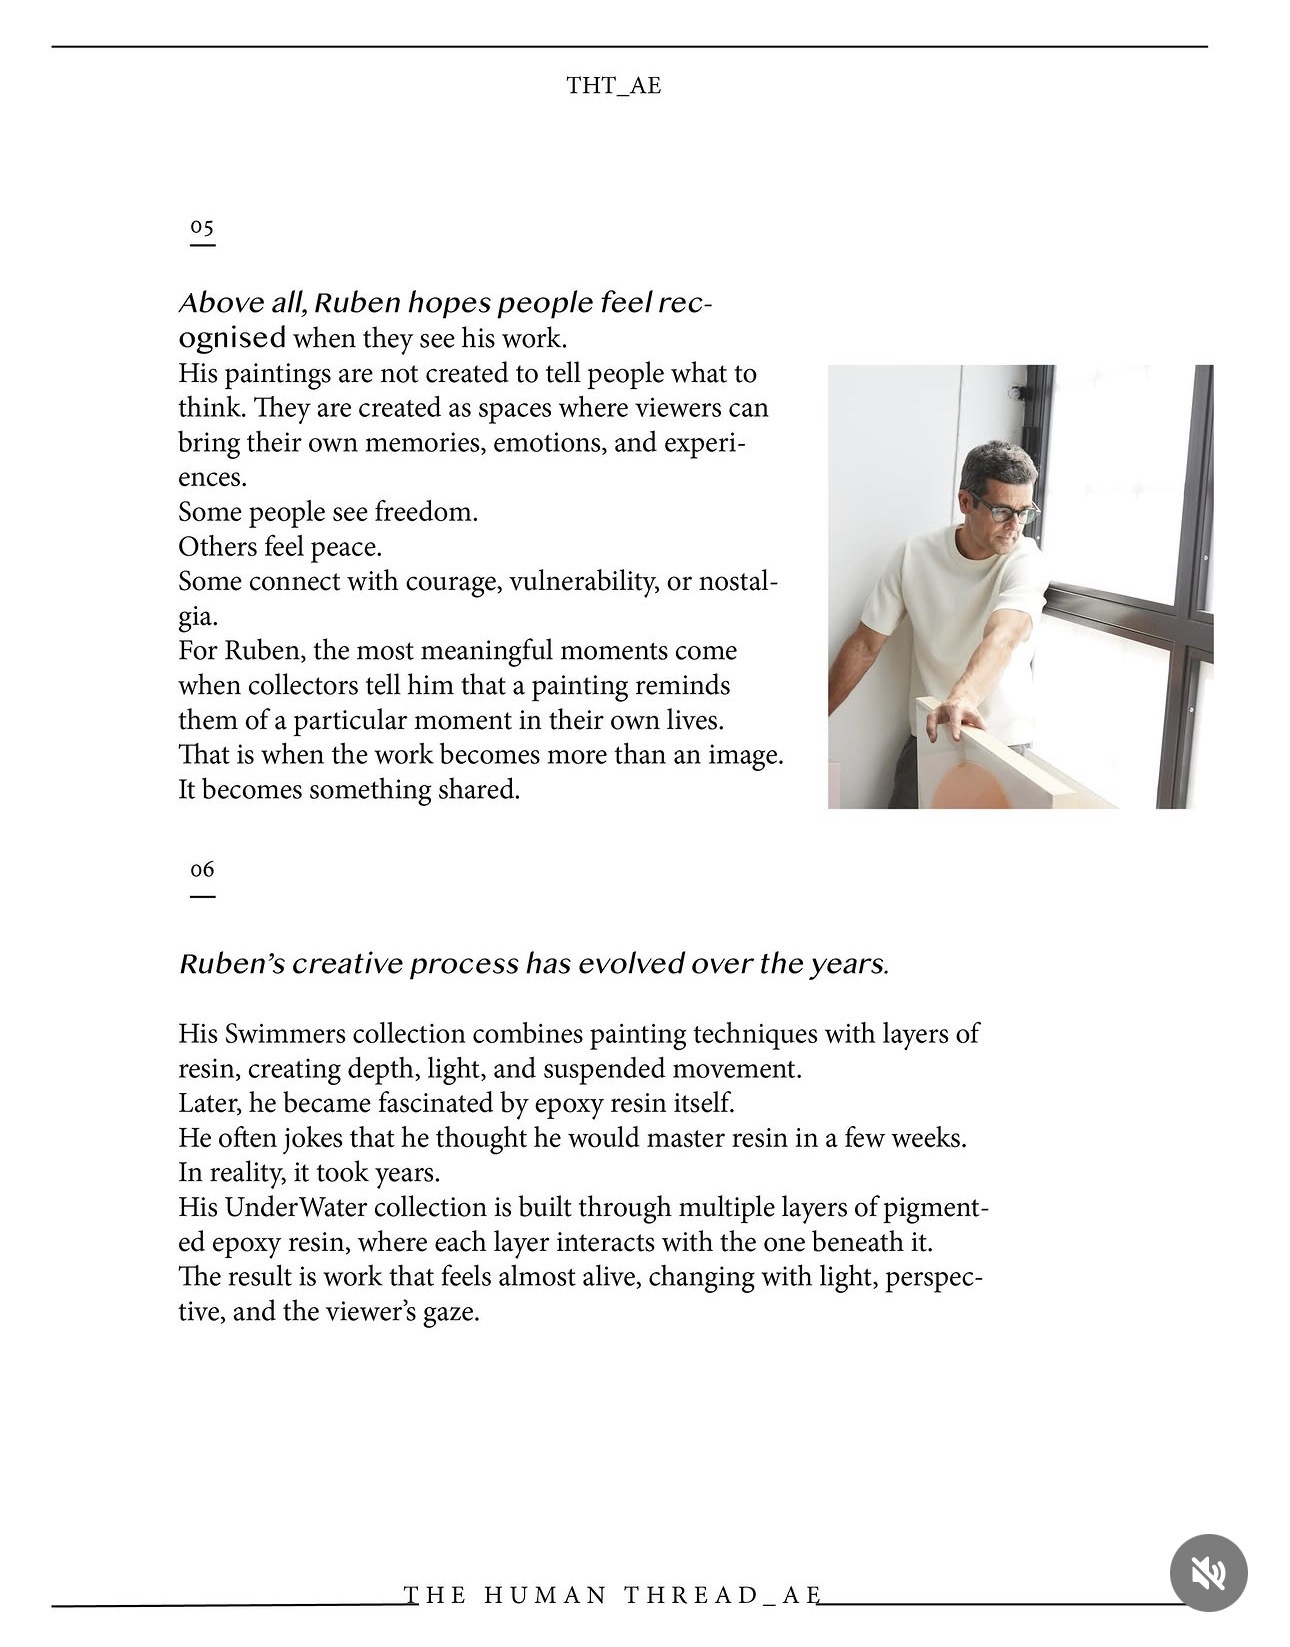 THT_AE
05
Above all, Ruben hopes people feel rec-
ognised when they see his work.
His paintings are not created to tell people what to
think. They are created as spaces where viewers can
bring their own memories, emotions, and experi-
ences.
Some people see freedom.
Others feel peace.
Some connect with courage, vulnerability, or nostal-
gia.
For Ruben, the most meaningful moments come
when collectors tell him that a painting reminds
them of a particular moment in their own lives.
That is when the work becomes more than an image.
It becomes something shared.
06
Ruben’s creative process has evolved over the years.
His Swimmers collection combines painting techniques with layers of
resin, creating depth, light, and suspended movement.
Later, he became fascinated by epoxy resin itself.
He often jokes that he thought he would master resin in a few weeks.
In reality, it took years.
His UnderWater collection is built through multiple layers of pigment-
ed epoxy resin, where each layer interacts with the one beneath it.
The result is work that feels almost alive, changing with light, perspec-
tive, and the viewer’s gaze.
THE HUMAN THREAD_AE